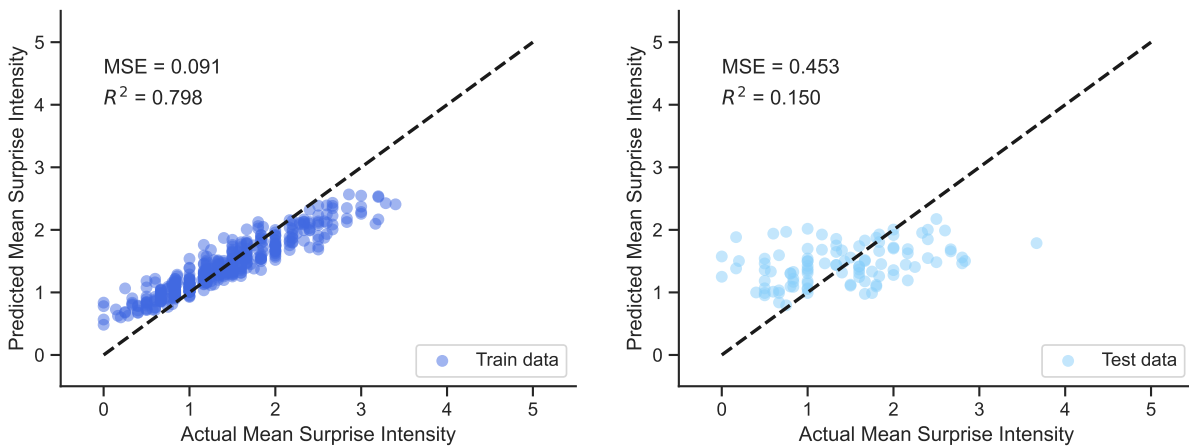 MSE = 0.091
R² = 0.798
Predicted Mean Surprise Intensity
5
4
3
2
1
0
Train data
0 1 2 3 4 5
Actual Mean Surprise Intensity
MSE = 0.453
R² = 0.150
Predicted Mean Surprise Intensity
5
4
3
2
1
0
Test data
0 1 2 3 4 5
Actual Mean Surprise Intensity